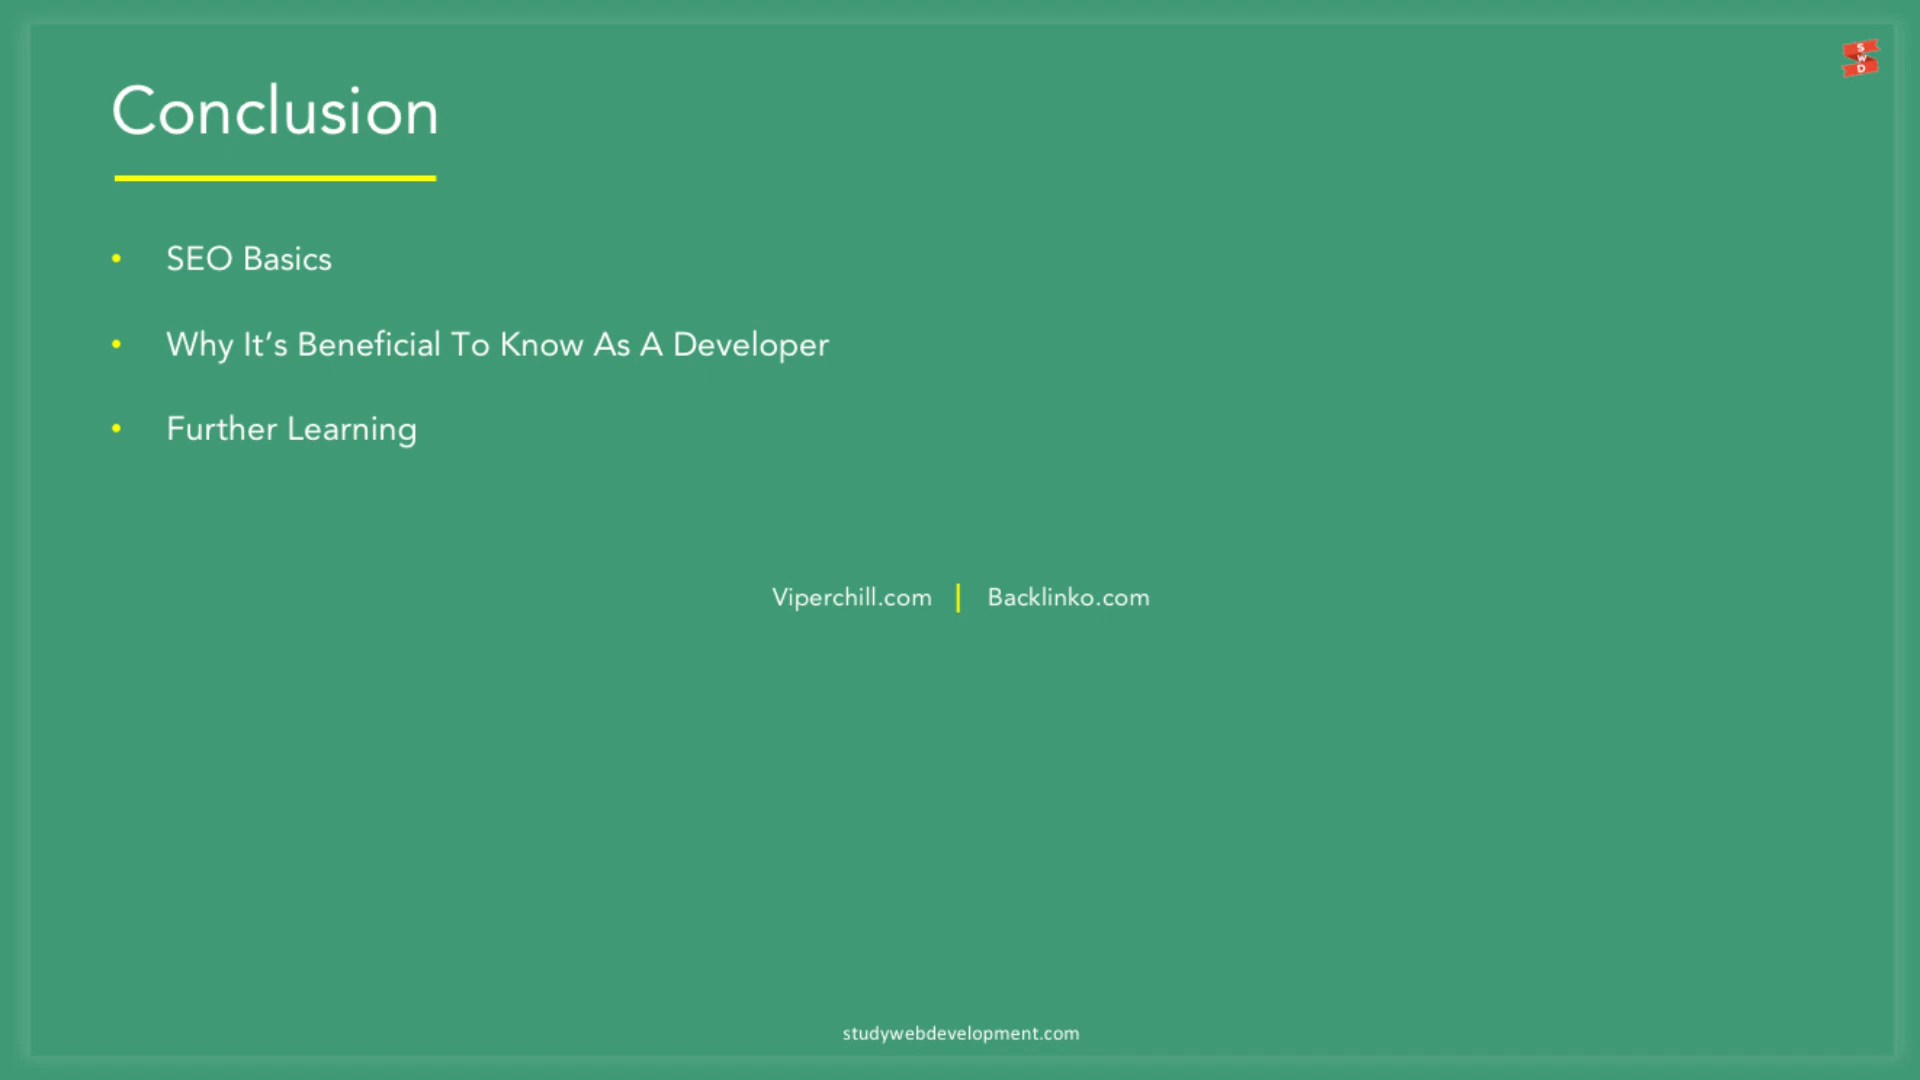 S
W
D
Conclusion
• SEO Basics
• Why It’s Beneficial To Know As A Developer
• Further Learning
Viperchill.com | Backlinko.com
studywebdevelopment.com